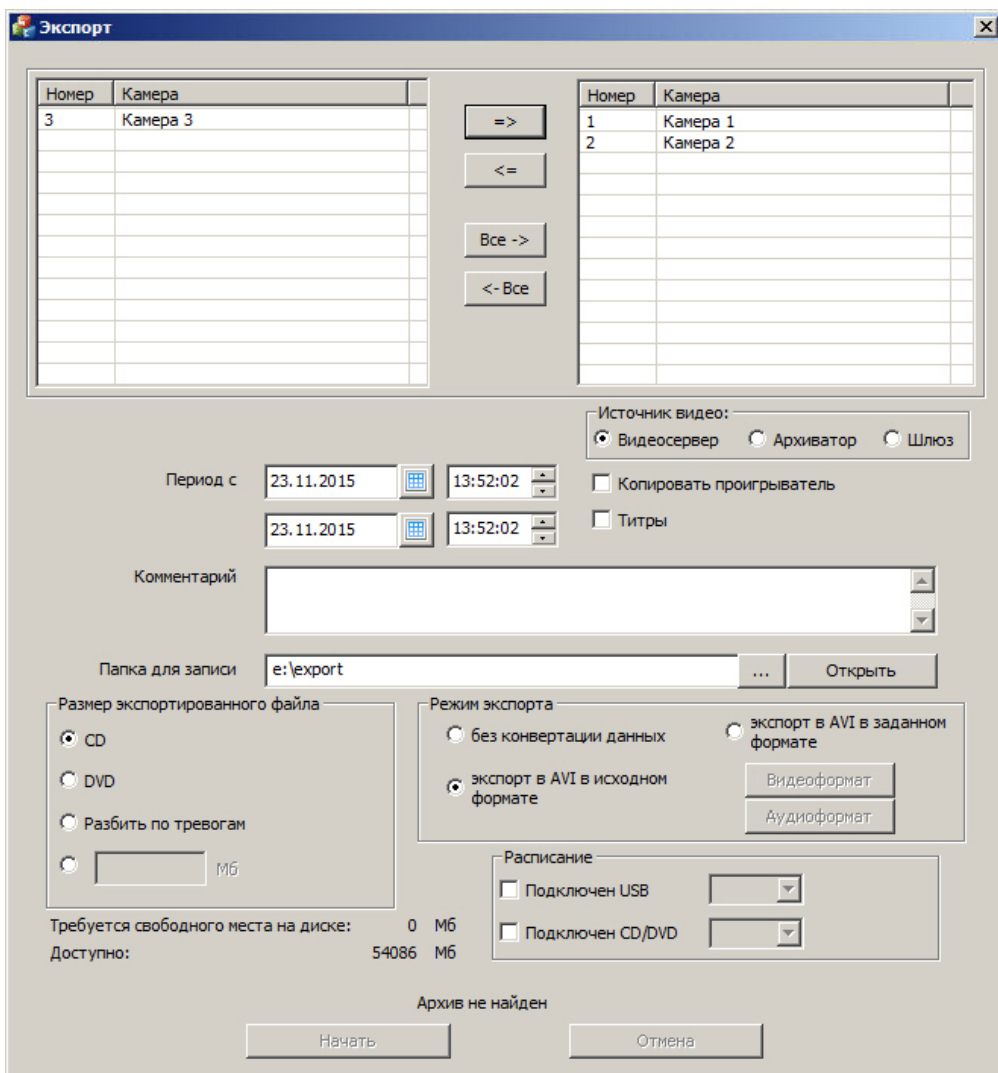 Экспорт
Номер Камера
3 Камера 3
=>
<=
Все ->
<- Все
Номер Камера
1 Камера 1
2 Камера 2
Источник видео:
Видеосервер Архиватор Шлюз
Период с 23.11.2015 13:52:02
Копировать проигрыватель
23.11.2015 13:52:02
Титры
Комментарий
Папка для записи e:\export ... Открыть
Размер экспортированного файла
CD
DVD
Разбить по тревогам
Мб
Режим экспорта
без конвертации данных
экспорт в AVI в заданном
формате
экспорт в AVI в исходном
формате
Видеоформат
Аудиоформат
Расписание
Подключен USB
Подключен CD/DVD
Требуется свободного места на диске: 0 Мб
Доступно: 54086 Мб
Архив не найден
Начать Отмена